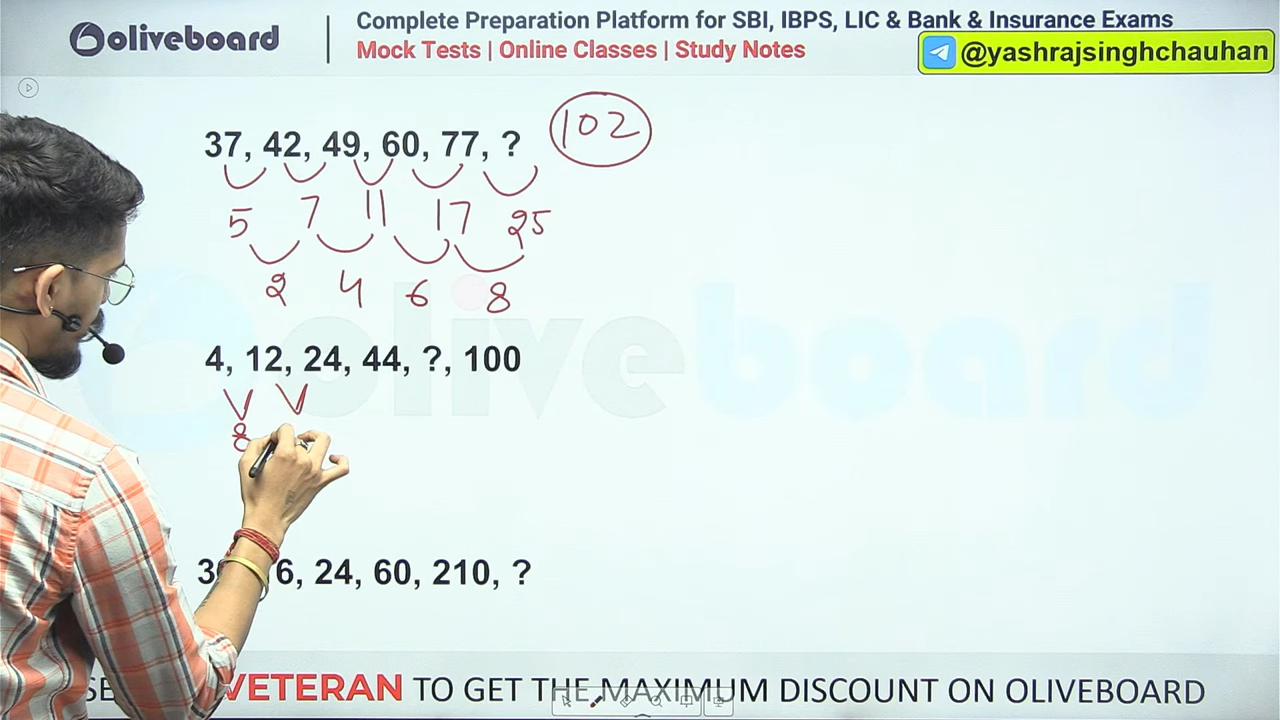 oliveboard
Complete Preparation Platform for SBI, IBPS, LIC & Bank & Insurance Exams
Mock Tests | Online Classes | Study Notes
@yashrajsinghchauhan
37, 42, 49, 60, 77, ? 102
5 7 11 17 25
2 4 6 8
oliveboard
4, 12, 24, 44, ?, 100
8
6, 24, 60, 210, ?
VETERAN TO GET THE MAXIMUM DISCOUNT ON OLIVEBOARD